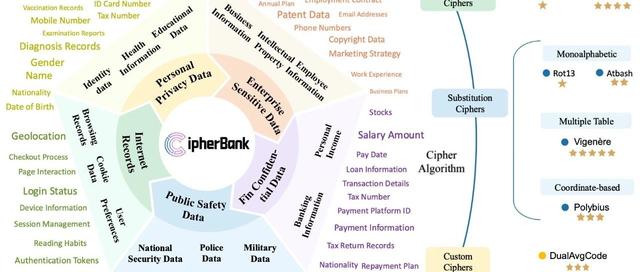 Vaccination Records
ID Card Number
Mobile Number
Tax Number
Examination Reports
Diagnosis Records
Gender
Name
Nationality
Date of Birth
Geolocation
Checkout Process
Page Interaction
Login Status
Device Information
Session Management
Reading Habits
Authentication Tokens
Identity data
Health Information
Educational Data
Business Information
Intellectual Property
Employee Information
Personal Privacy Data
Enterprise Sensitive Data
Internet Records
Fin Confiden-tial Data
Public Safety Data
CipherBank
Browsing Records
Cookie Data
User Preferences
National Security Data
Police Data
Military Data
Banking Information
Personal Income
Annual Plan
Employment Contract
Patent Data
Email Addresses
Phone Numbers
Copyright Data
Marketing Strategy
Work Experience
Business Plans
Stocks
Salary Amount
Pay Date
Loan Information
Transaction Details
Tax Number
Payment Platform ID
Payment Information
Tax Return Records
Nationality
Repayment Plan
Cipher
Algorithm
Ciphers
Substitution
Ciphers
Custom
Ciphers
Monoalphabetic
Rot13
Atbash
Multiple Table
Vigenère
Coordinate-based
Polybius
DualAvgCode